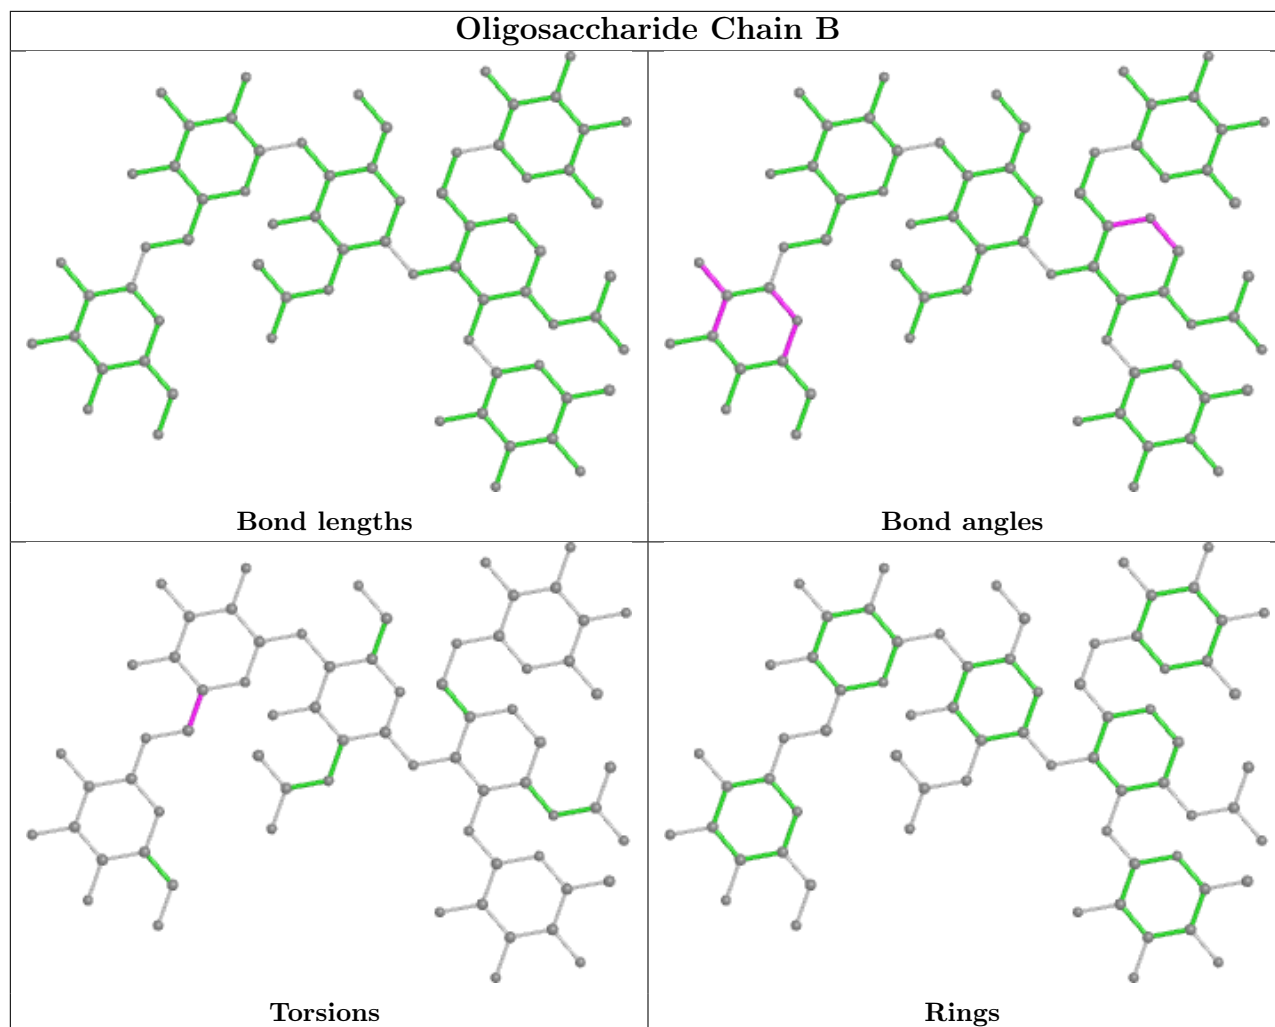 Oligosaccharide Chain B
Bond lengths
Bond angles
Torsions
Rings